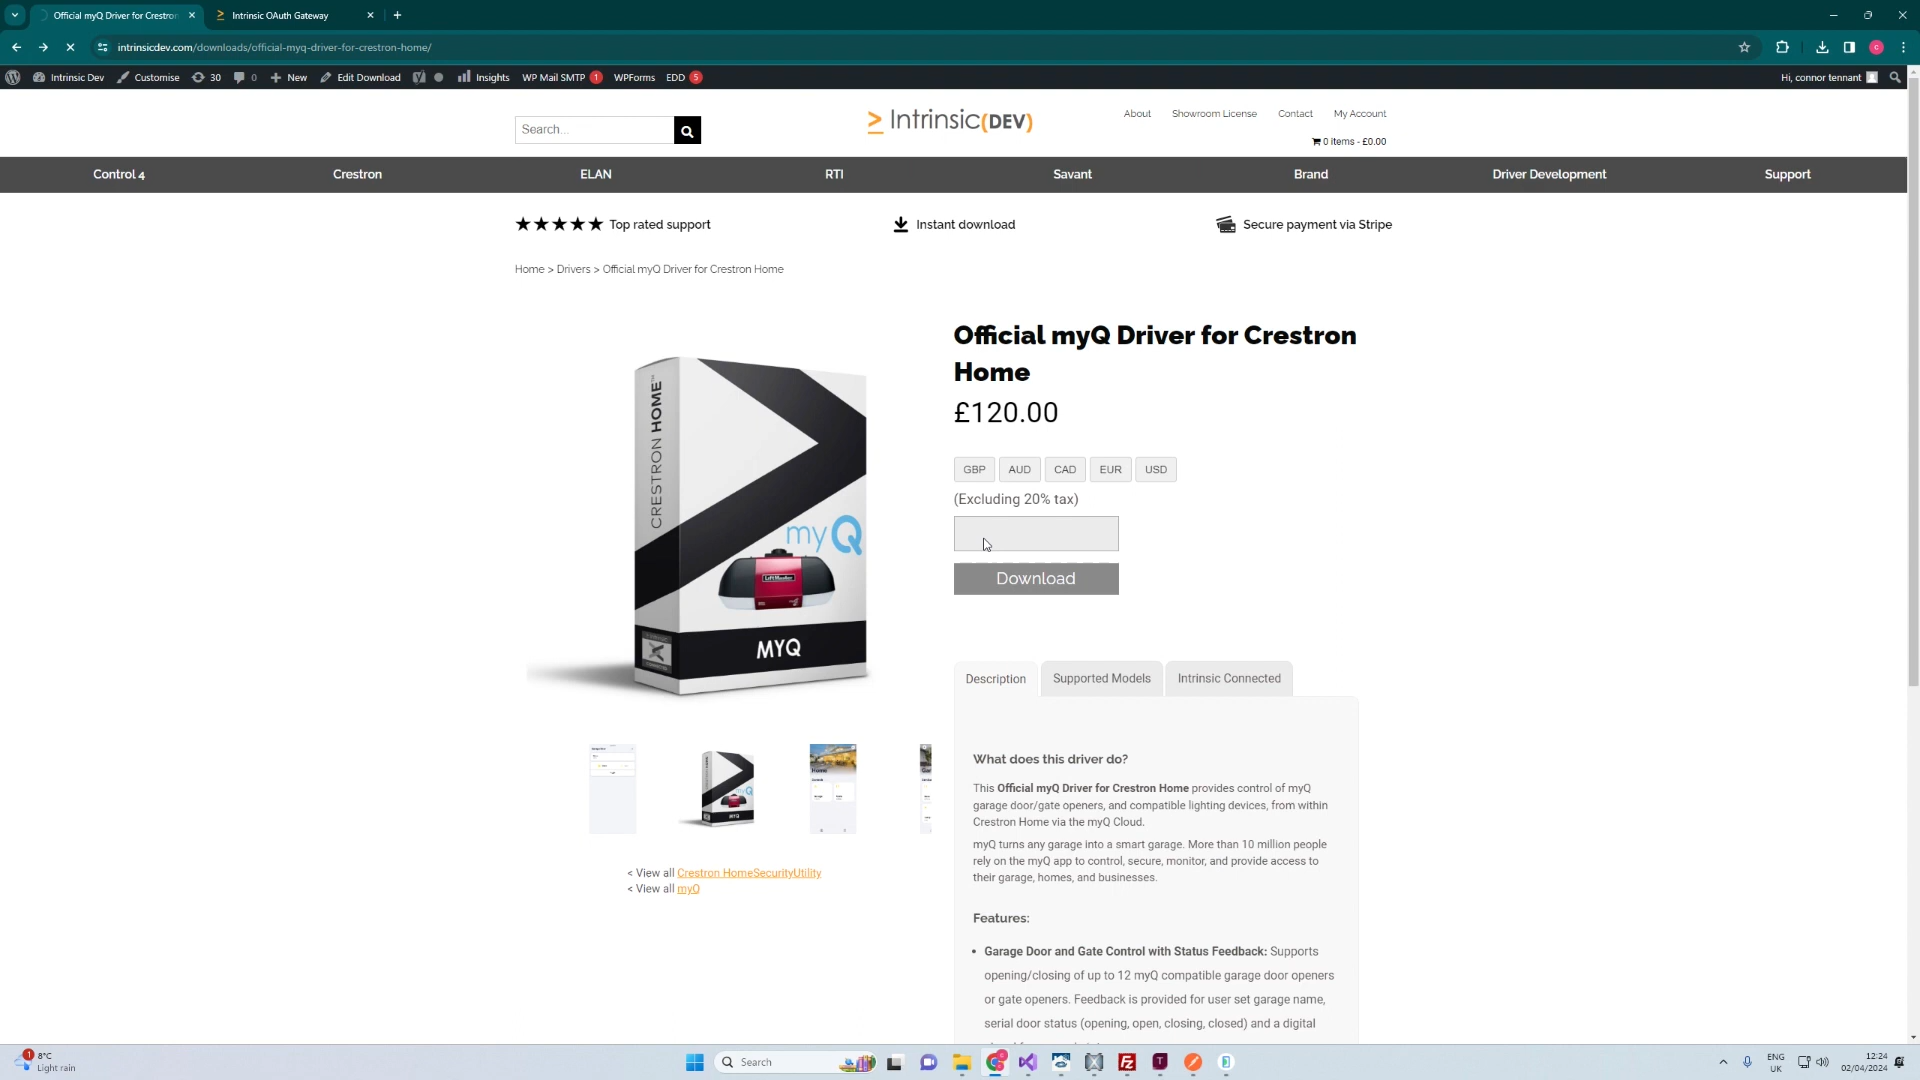 Official myQ Driver for Crestron
Intrinsic OAuth Gateway
intrinsicdev.com/downloads/official-myq-driver-for-crestron-home/
Intrinsic Dev
Customise
30
0
New
Edit Download
Insights
WP Mail SMTP 1
WPForms
EDD 5
Hi, connor tennant
Search...
Intrinsic(DEV)
About
Showroom License
Contact
My Account
0 items - £0.00
Control 4
Crestron
ELAN
RTI
Savant
Brand
Driver Development
Support
Top rated support
Instant download
Secure payment via Stripe
Home > Drivers > Official myQ Driver for Crestron Home
CRESTRON HOME™
myQ
LiftMaster
MYQ
Official myQ Driver for Crestron
Home
£120.00
GBP
AUD
CAD
EUR
USD
(Excluding 20% tax)
Download
< View all Crestron HomeSecurityUtility
< View all myQ
Description
Supported Models
Intrinsic Connected
What does this driver do?
This Official myQ Driver for Crestron Home provides control of myQ
garage door/gate openers, and compatible lighting devices, from within
Crestron Home via the myQ Cloud.
myQ turns any garage into a smart garage. More than 10 million people
rely on the myQ app to control, secure, monitor, and provide access to
their garage, homes, and businesses.
Features:
• Garage Door and Gate Control with Status Feedback: Supports
opening/closing of up to 12 myQ compatible garage door openers
or gate openers. Feedback is provided for user set garage name,
serial door status (opening, open, closing, closed) and a digital
1
8°C
Light rain
Search
ENG
UK
12:24
02/04/2024